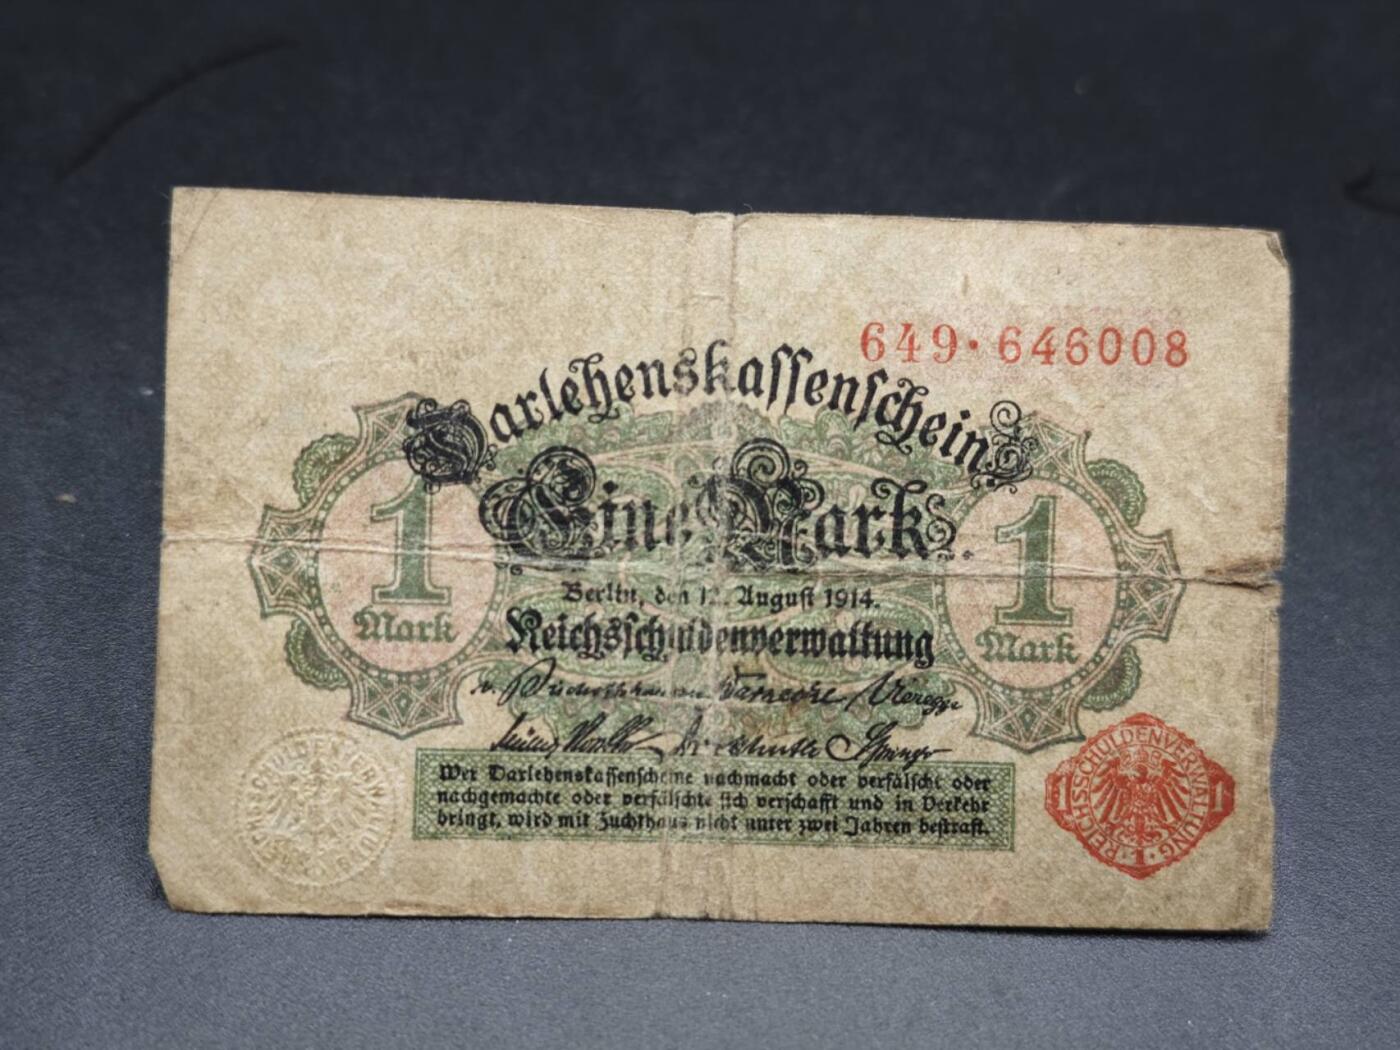 649·646008
Darlehenskassenschein
Eine Mark.
1 Mark
1 Mark
Berlin, den 12. August 1914.
Reichsschuldenverwaltung
Wer Darlehenskassenscheine nachmacht oder verfälscht oder
nachgemachte oder verfälschte sich verschafft und in Verkehr
bringt, wird mit Zuchthaus nicht unter zwei Jahren bestraft.
REICHSSCHULDENVERWALTUNG
1 1
·1·
REICHSSCHULDENVERWALTUNG